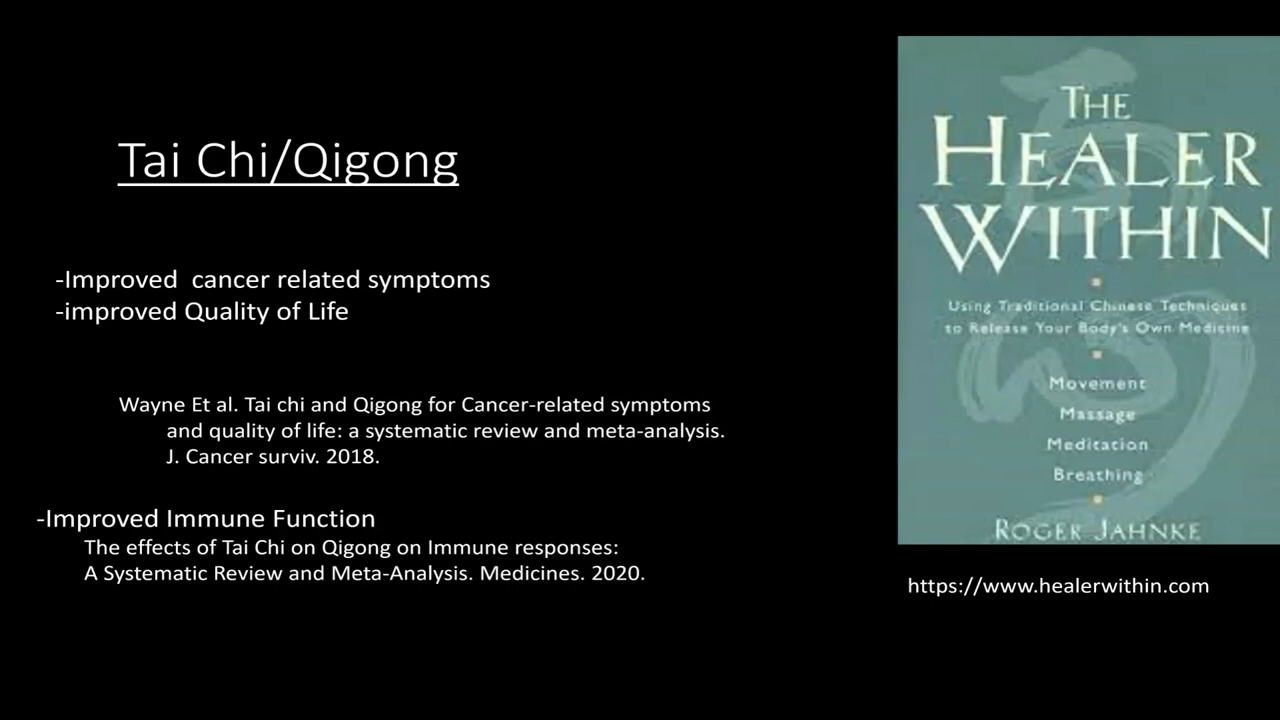 Tai Chi/Qigong
-Improved  cancer related symptoms
-improved Quality of Life
Wayne Et al. Tai chi and Qigong for Cancer-related symptoms
and quality of life: a systematic review and meta-analysis.
J. Cancer surviv. 2018.
-Improved Immune Function
The effects of Tai Chi on Qigong on Immune responses:
A Systematic Review and Meta-Analysis. Medicines. 2020.
THE
HEALER
WITHIN
Using Traditional Chinese Techniques
to Release Your Body's Own Medicine
Movement
Massage
Meditation
Breathing
ROGER JAHNKE
https://www.healerwithin.com